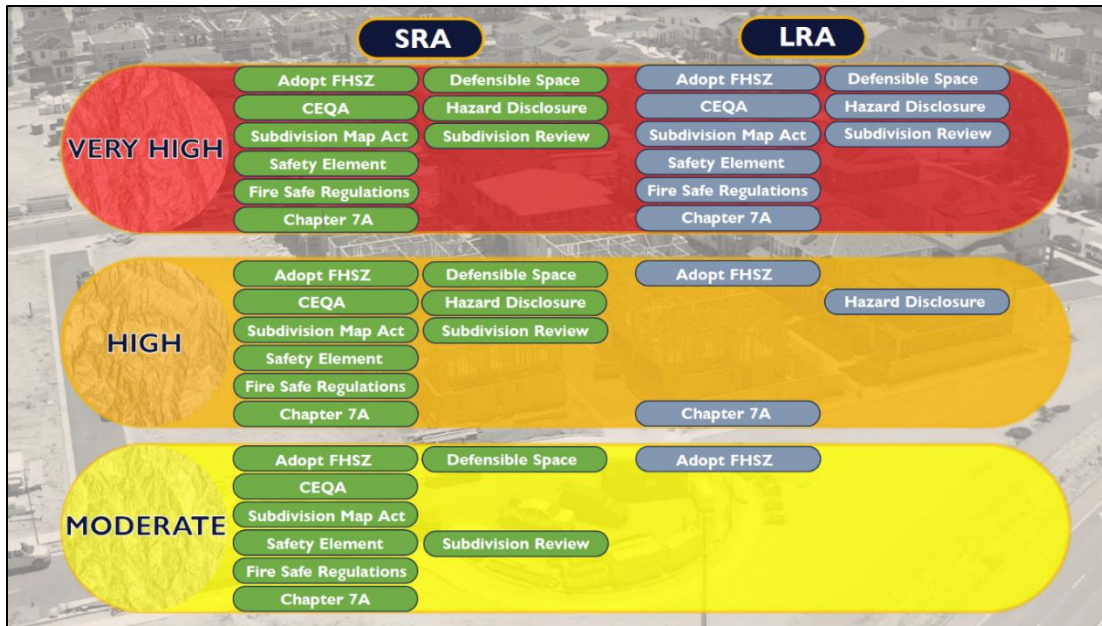 SRA LRA
Adopt FHSZ Defensible Space Adopt FHSZ Defensible Space
CEQA Hazard Disclosure CEQA Hazard Disclosure
VERY HIGH Subdivision Map Act Subdivision Review Subdivision Map Act Subdivision Review
Safety Element Safety Element
Fire Safe Regulations Fire Safe Regulations
Chapter 7A Chapter 7A
Adopt FHSZ Defensible Space Adopt FHSZ
CEQA Hazard Disclosure Hazard Disclosure
HIGH Subdivision Map Act Subdivision Review
Safety Element
Fire Safe Regulations
Chapter 7A Chapter 7A
Adopt FHSZ Defensible Space Adopt FHSZ
CEQA
Subdivision Map Act
MODERATE Safety Element Subdivision Review
Fire Safe Regulations
Chapter 7A